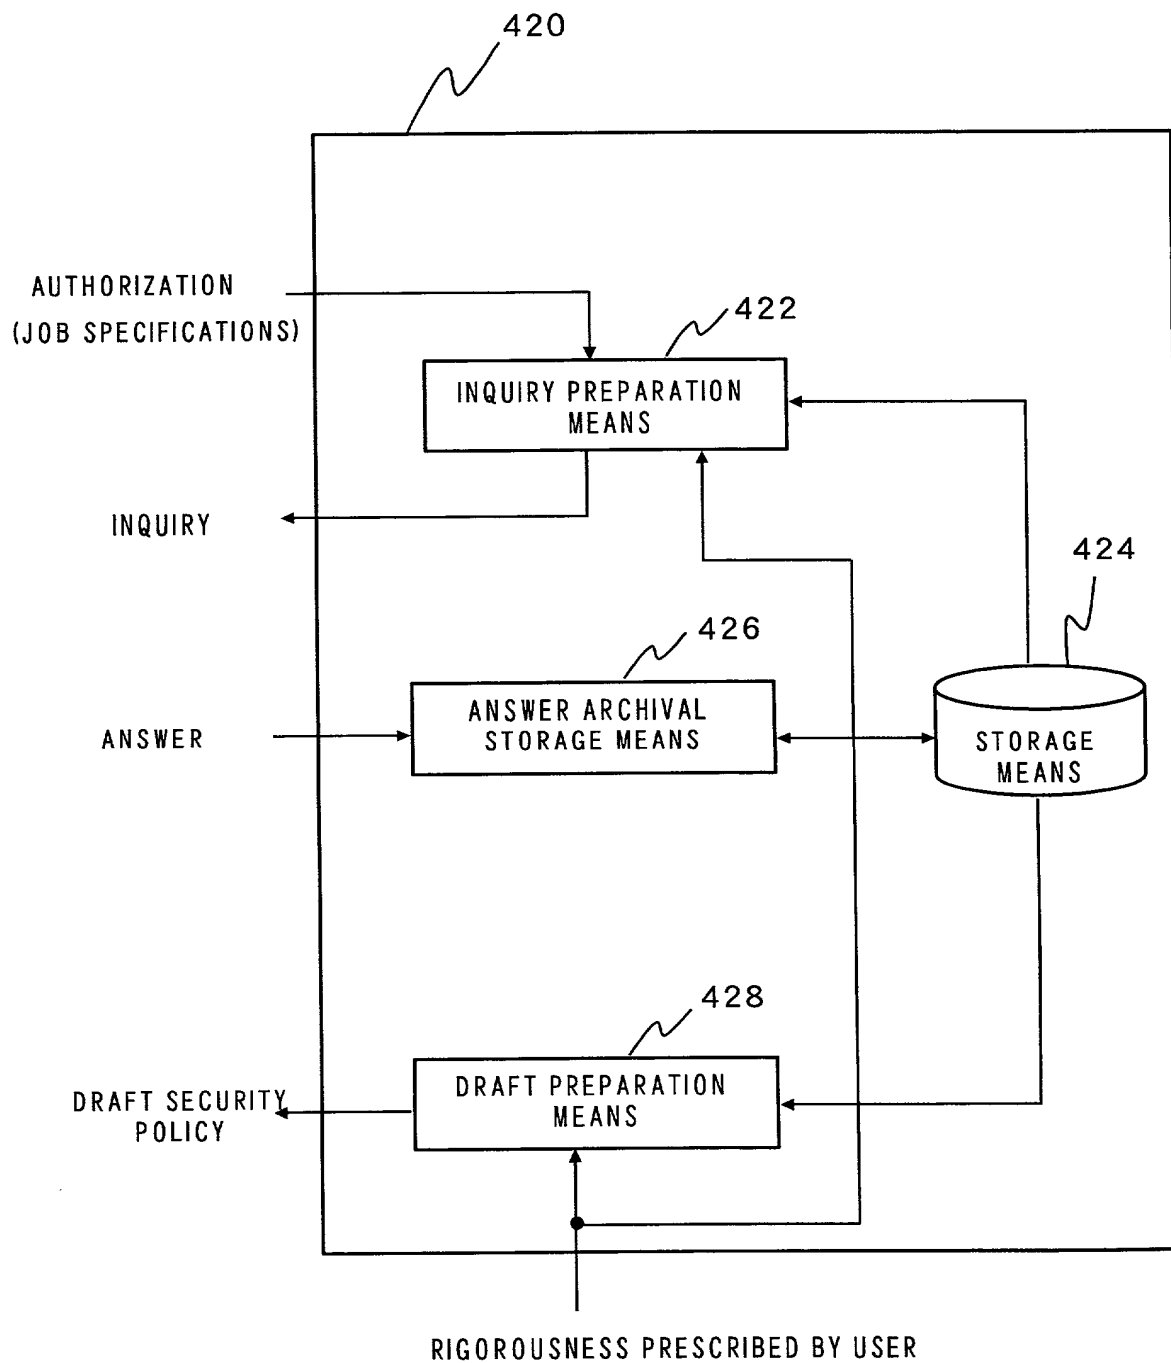 420
AUTHORIZATION
(JOB SPECIFICATIONS)
422
INQUIRY PREPARATION
MEANS
INQUIRY
424
426
ANSWER ARCHIVAL
STORAGE MEANS
ANSWER
STORAGE
MEANS
428
DRAFT PREPARATION
MEANS
DRAFT SECURITY
POLICY
RIGOROUSNESS PRESCRIBED BY USER